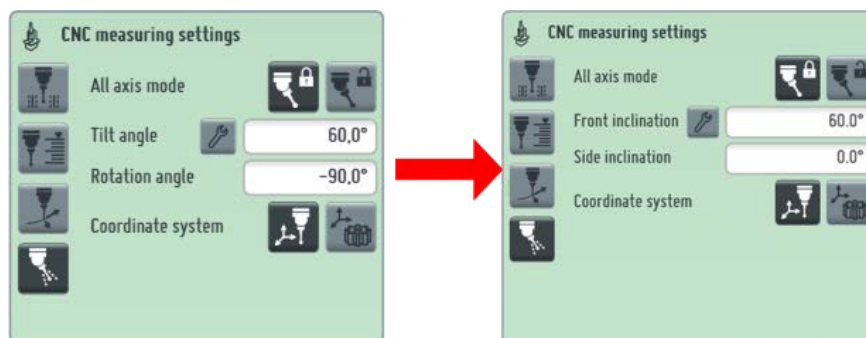 CNC measuring settings
All axis mode
Tilt angle 60,0°
Rotation angle -90,0°
Coordinate system
CNC measuring settings
All axis mode
Front inclination 60.0°
Side inclination 0.0°
Coordinate system